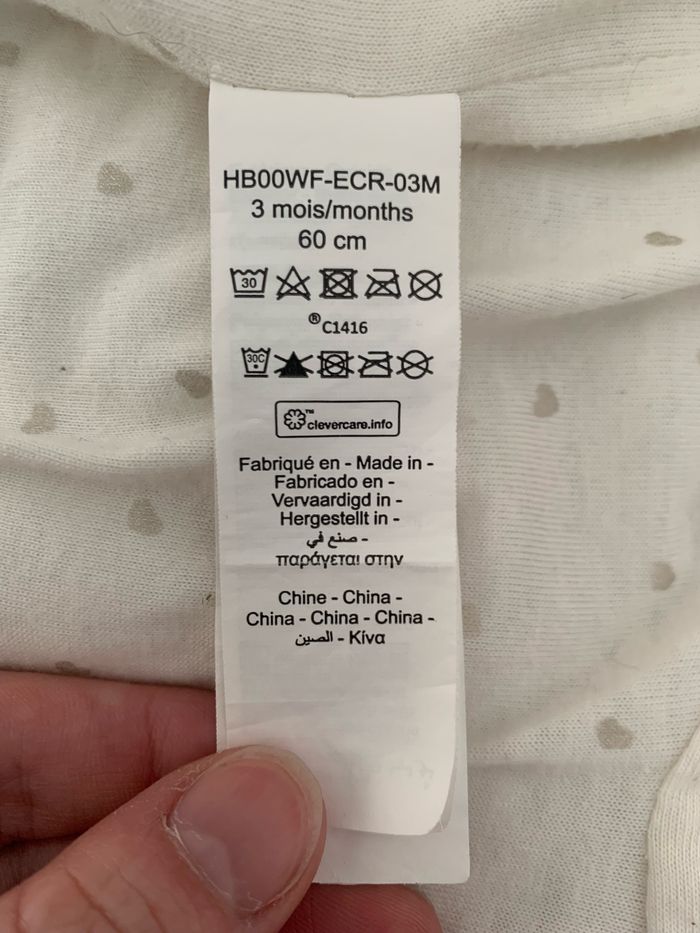 HB00WF-ECR-03M
3 mois/months
60 cm
30
®C1416
30C
™clevercare.info
Fabriqué en - Made in -
Fabricado en -
Vervaardigd in -
Hergestellt in -
صنع في -
παράγεται στην
Chine - China -
China - China - China -
الصين - Κίνα